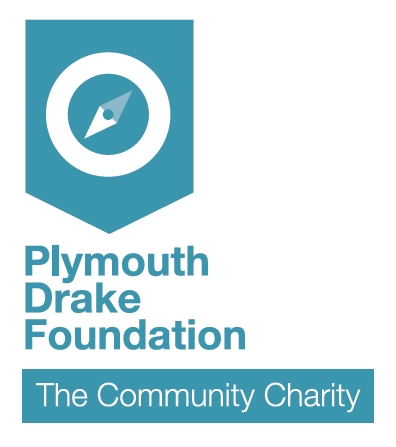 Plymouth
Drake
Foundation
The Community Charity